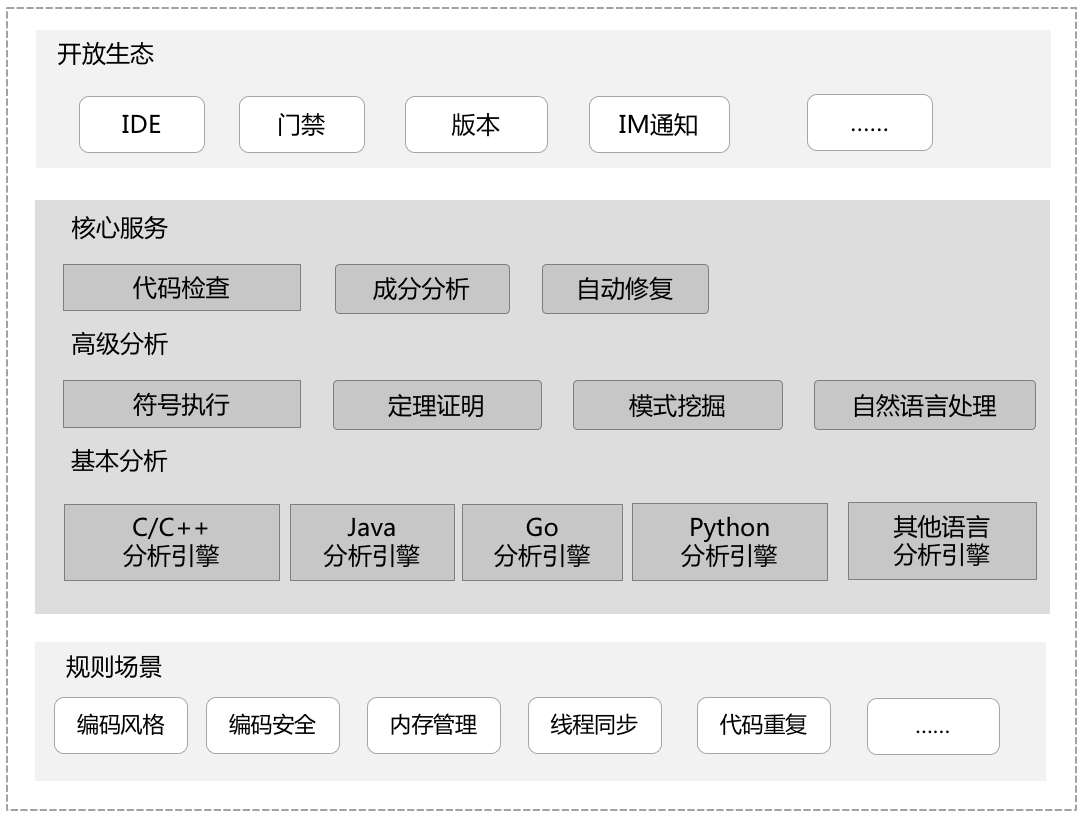 开放生态
IDE
门禁
版本
IM通知
......
核心服务
代码检查
成分分析
自动修复
高级分析
符号执行
定理证明
模式挖掘
自然语言处理
基本分析
C/C++
分析引擎
Java
分析引擎
Go
分析引擎
Python
分析引擎
其他语言
分析引擎
规则场景
编码风格
编码安全
内存管理
线程同步
代码重复
......